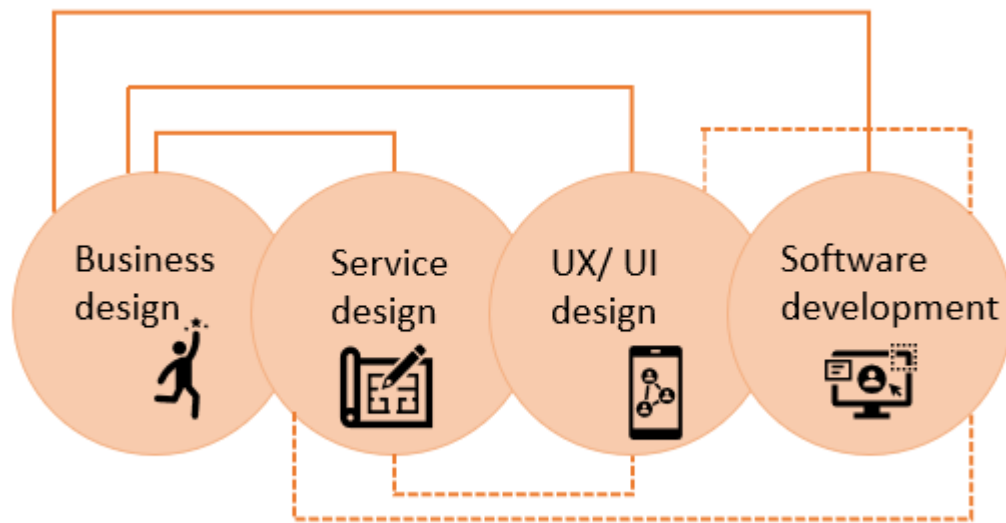 Business
design
Service
design
UX/ UI
design
Software
development